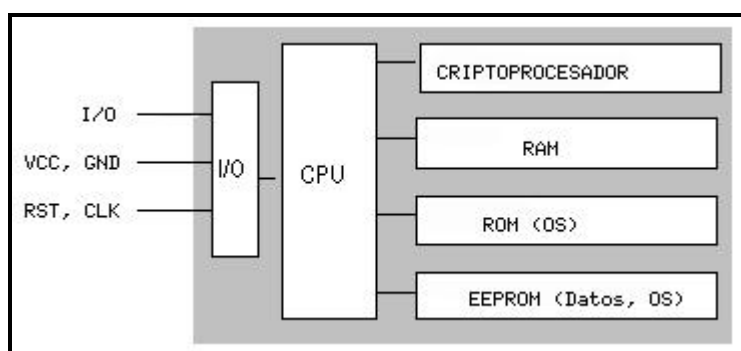 I/O
VCC, GND
RST, CLK
I/O
CPU
CRIPTOPROCESADOR
RAM
ROM (OS)
EEPROM (Datos, OS)